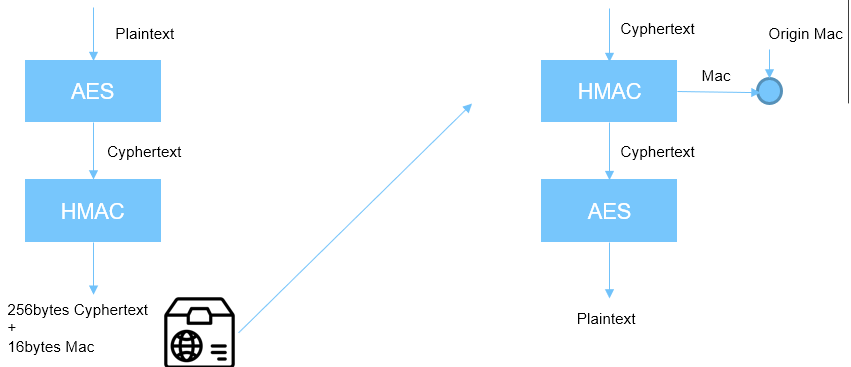 Plaintext
AES
Cyphertext
HMAC
256bytes Cyphertext
+
16bytes Mac
Cyphertext
Origin Mac
HMAC
Mac
Cyphertext
AES
Plaintext